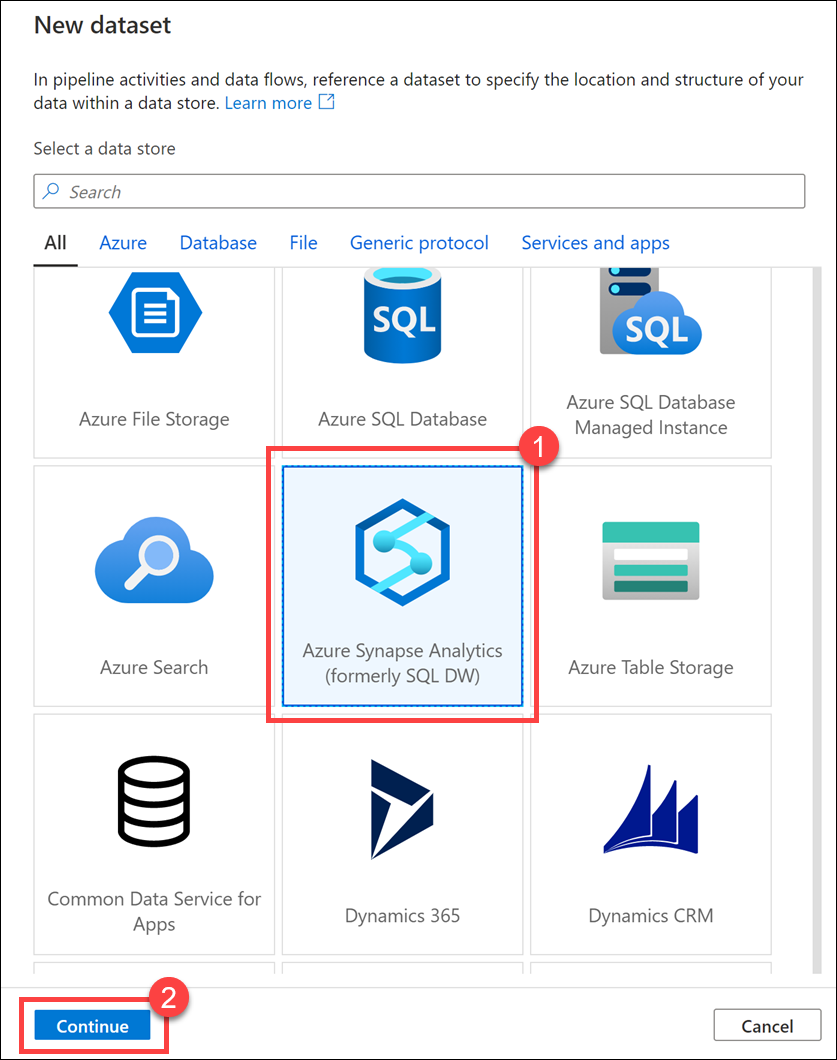 New dataset
In pipeline activities and data flows, reference a dataset to specify the location and structure of your
data within a data store. Learn more
Select a data store
Search
All Azure Database File Generic protocol Services and apps
SQL
SQL
Azure File Storage
Azure SQL Database
Azure SQL Database
Managed Instance
1
Azure Search
Azure Synapse Analytics
(formerly SQL DW)
Azure Table Storage
Common Data Service for
Apps
Dynamics 365
Dynamics CRM
2
Continue
Cancel